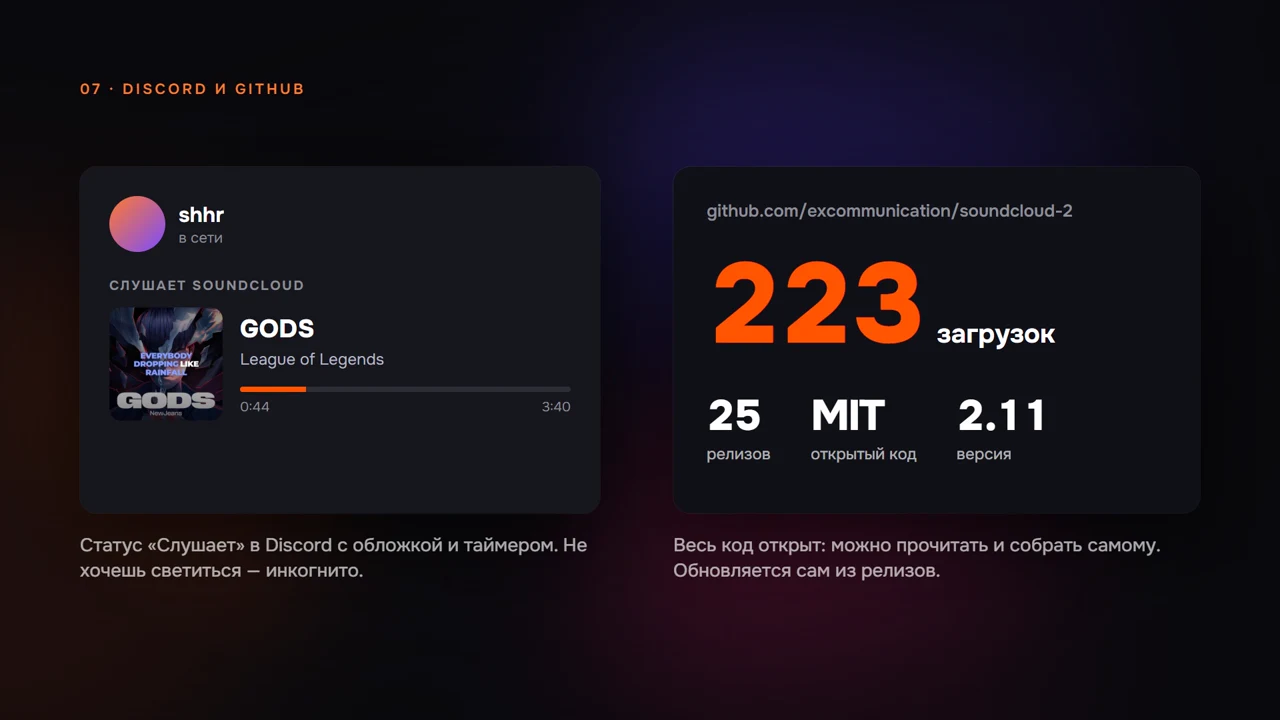 07 · DISCORD И GITHUB
shhr
в сети
СЛУШАЕТ SOUNDCLOUD
EVERYBODY
DROPPING LIKE
RAINFALL
GODS
NewJeans
GODS
League of Legends
0:44
3:40
Статус «Слушает» в Discord с обложкой и таймером. Не
хочешь светиться — инкогнито.
github.com/excommunication/soundcloud-2
223 загрузок
25
релизов
MIT
открытый код
2.11
версия
Весь код открыт: можно прочитать и собрать самому.
Обновляется сам из релизов.